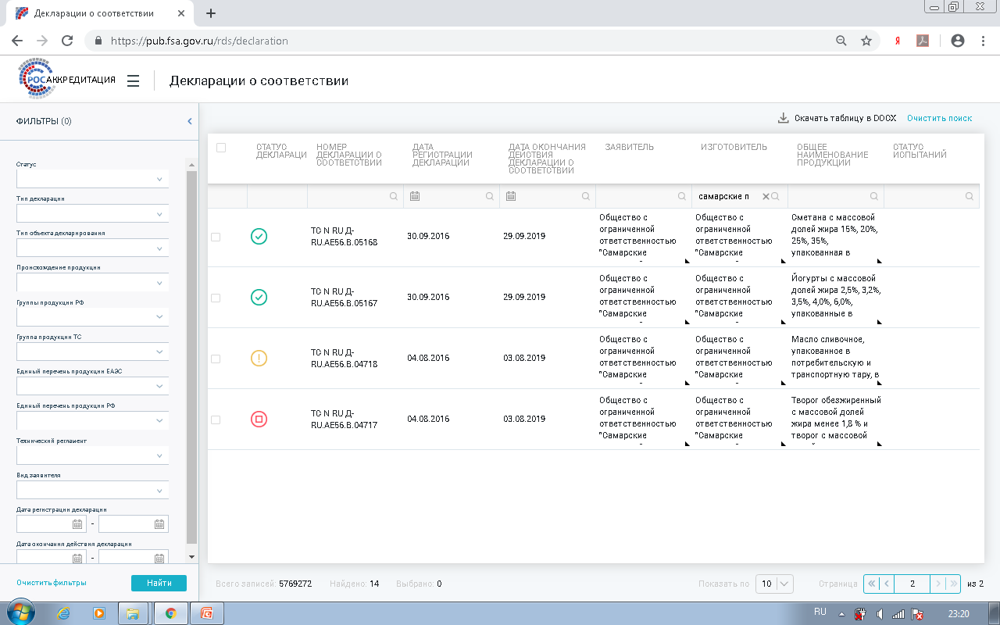 Декларации о соответствии
https://pub.fsa.gov.ru/rds/declaration
Я
РОСАККРЕДИТАЦИЯ
Декларации о соответствии
ФИЛЬТРЫ (0)
Скачать таблицу в DOCX
Очистить поиск
Статус
Тип декларации
Тип объекта декларирования
Происхождение продукции
Группы продукции РФ
Группа продукции ТС
Единый перечень продукции ЕАЭС
Единый перечень продукции РФ
Технический регламент
Вид заявителя
Дата регистрации декларации
-
Дата окончания действия декларации
-
Очистить фильтры
Найти
СТАТУС
ДЕКЛАРАЦИ
НОМЕР
ДЕКЛАРАЦИИ О
СООТВЕТСТВИИ
ДАТА
РЕГИСТРАЦИИ
ДЕКЛАРАЦИИ
ДАТА ОКОНЧАНИЯ
ДЕЙСТВИЯ
ДЕКЛАРАЦИИ О
СООТВЕТСТВИИ
ЗАЯВИТЕЛЬ
ИЗГОТОВИТЕЛЬ
ОБЩЕЕ
НАИМЕНОВАНИЕ
ПРОДУКЦИИ
СТАТУС
ИСПЫТАНИЙ
самарские п
ТС N RU Д-
RU.АЕ56.В.05168
30.09.2016
29.09.2019
Общество с
ограниченной
ответственностью
"Самарские
Общество с
ограниченной
ответственностью
"Самарские
Сметана с массовой
долей жира 15%, 20%,
25%, 35%,
упакованная в
ТС N RU Д-
RU.АЕ56.В.05167
30.09.2016
29.09.2019
Общество с
ограниченной
ответственностью
"Самарские
Общество с
ограниченной
ответственностью
"Самарские
Йогурты с массовой
долей жира 2,5%, 3,2%,
3,5%, 4,0%, 6,0%,
упакованные в
ТС N RU Д-
RU.АЕ56.В.04718
04.08.2016
03.08.2019
Общество с
ограниченной
ответственностью
"Самарские
Общество с
ограниченной
ответственностью
"Самарские
Масло сливочное,
упакованное в
потребительскую и
транспортную тару, в
ТС N RU Д-
RU.АЕ56.В.04717
04.08.2016
03.08.2019
Общество с
ограниченной
ответственностью
"Самарские
Общество с
ограниченной
ответственностью
"Самарские
Творог обезжиренный
с массовой долей
жира менее 1,8 % и
творог с массовой
Всего записей: 5769272
Найдено: 14
Выбрано: 0
Показать по
10
Страница
2
из 2
RU
23:20